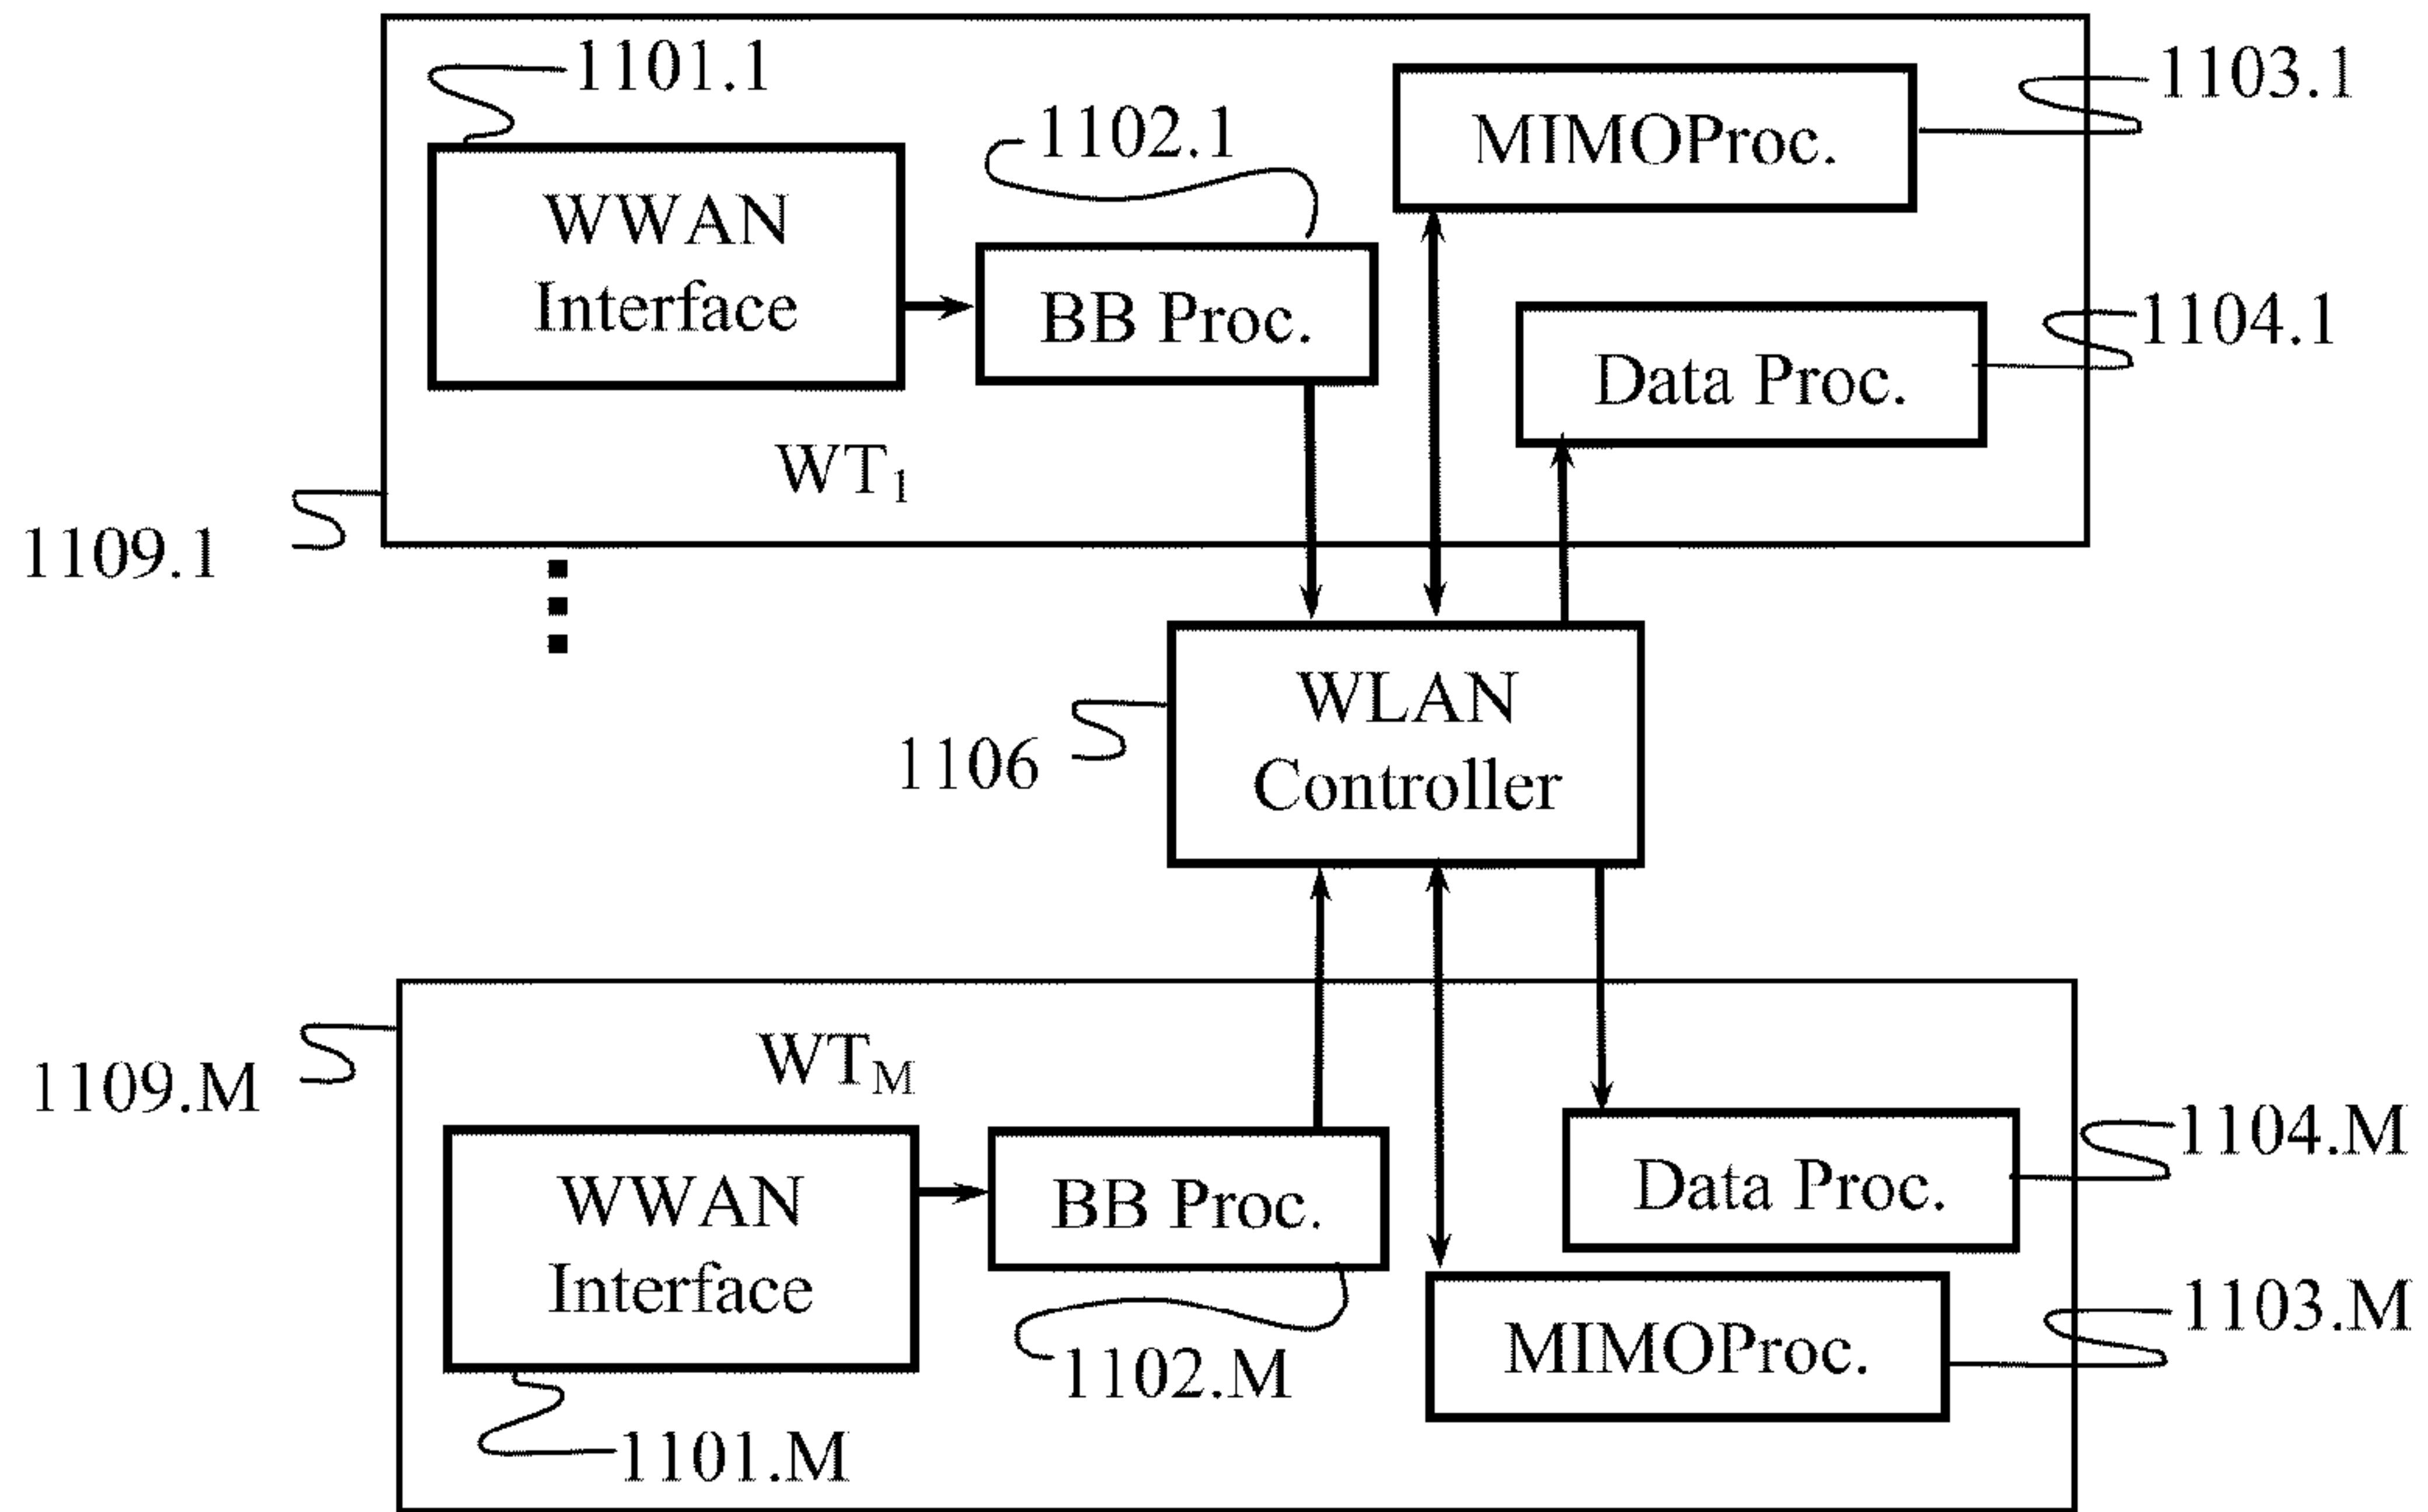 1101.1
1103.1
MIMOProc.
1102.1
WWAN
Interface
BB Proc.
1104.1
Data Proc.
WT1
1109.1
WLAN
Controller
1106
WTM
1109.M
1104.M
Data Proc.
WWAN
Interface
BB Proc.
1103.M
MIMOProc.
1102.M
1101.M